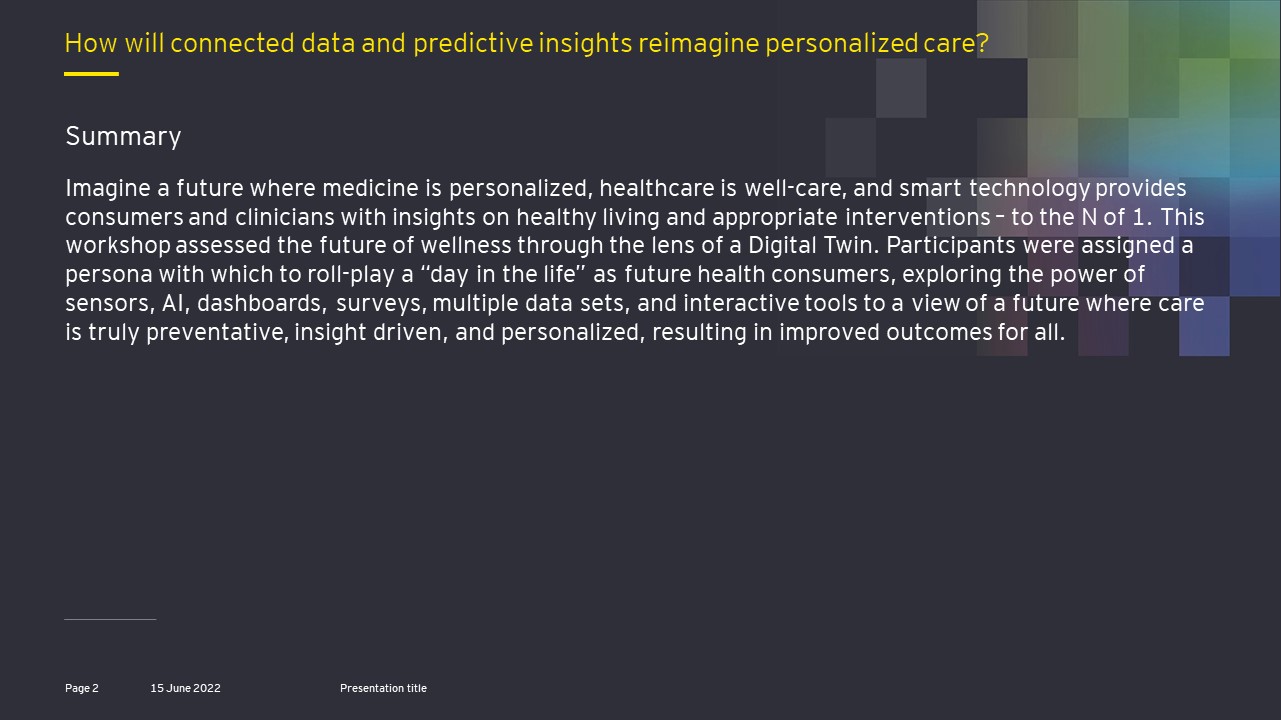 How will connected data and predictive insights reimagine personalized care?
Summary
Imagine a future where medicine is personalized, healthcare is well-care, and smart technology provides
consumers and clinicians with insights on healthy living and appropriate interventions – to the N of 1. This
workshop assessed the future of wellness through the lens of a Digital Twin. Participants were assigned a
persona with which to roll-play a “day in the life” as future health consumers, exploring the power of
sensors, AI, dashboards, surveys, multiple data sets, and interactive tools to a view of a future where care
is truly preventative, insight driven, and personalized, resulting in improved outcomes for all.
Page 2 15 June 2022 Presentation title